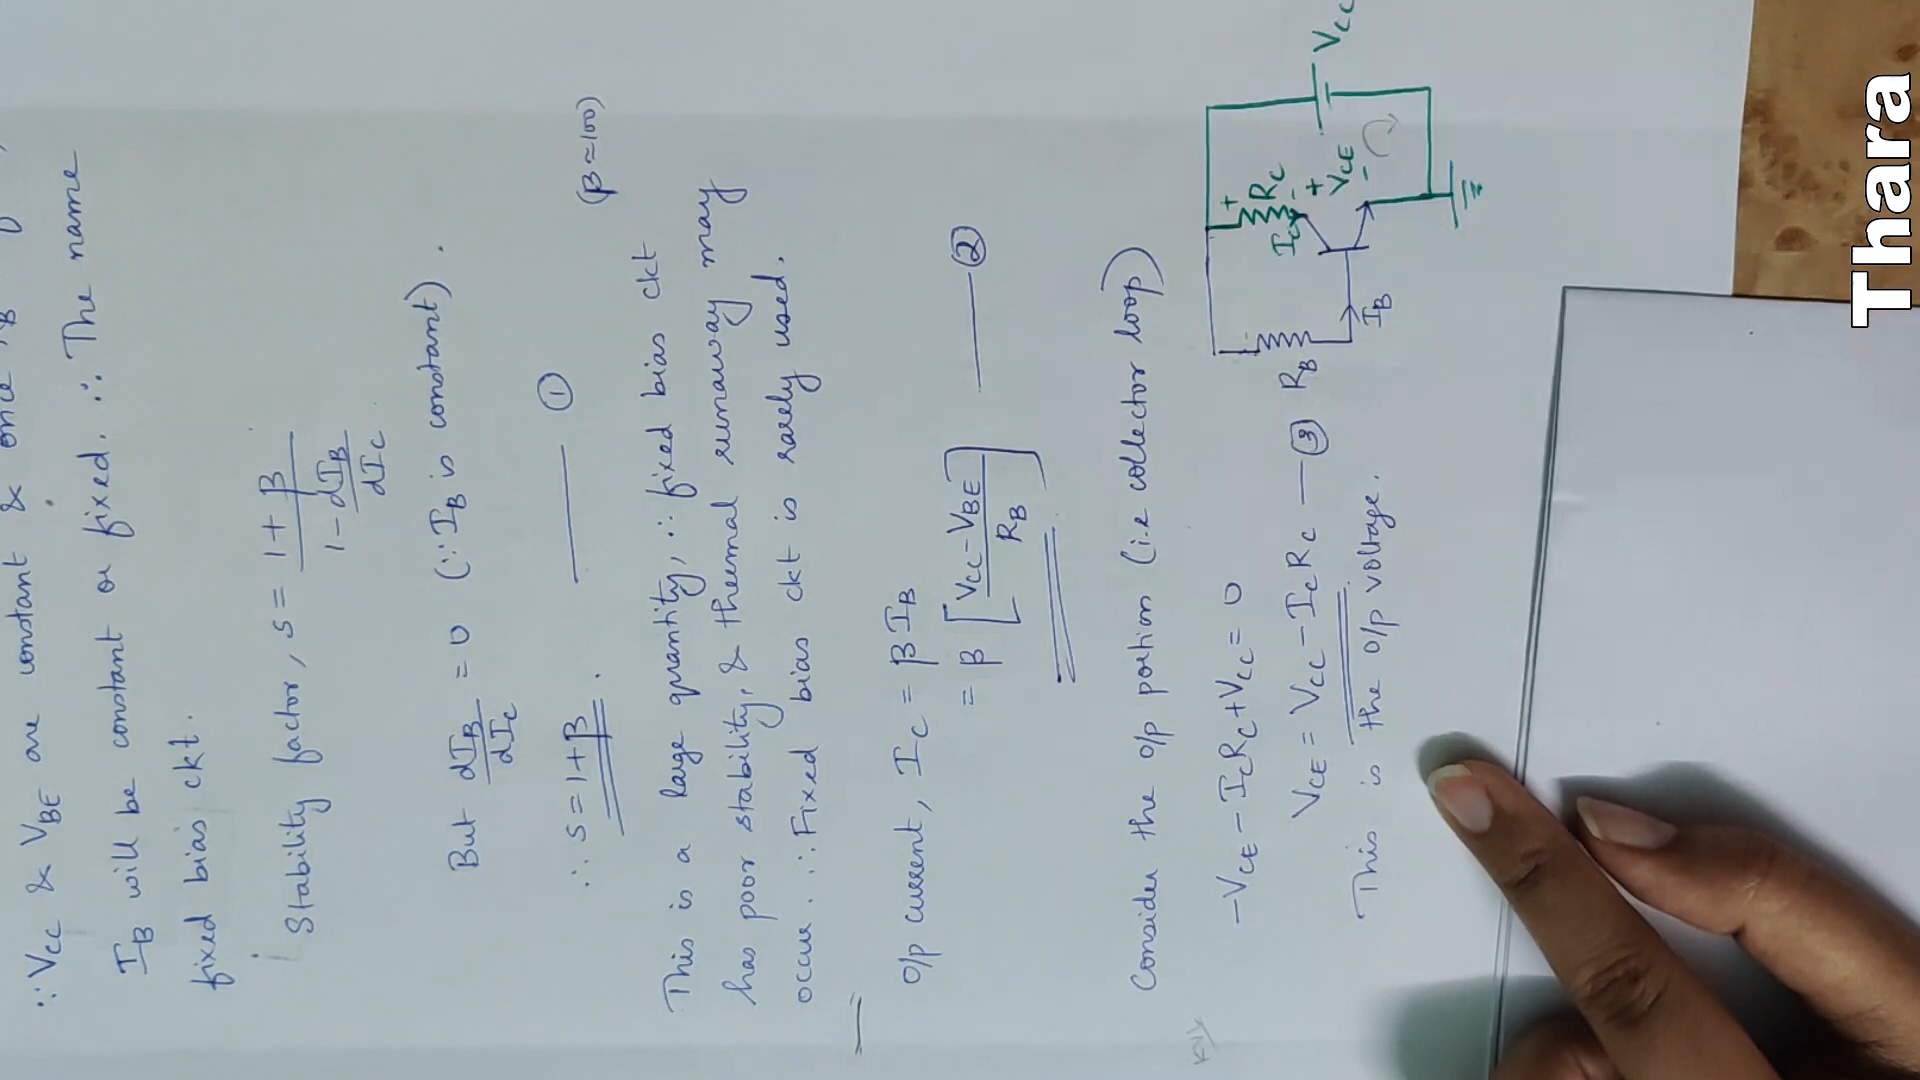 ∵ VCC & VBE are constant & once IB
IB will be constant or fixed. ∴ The name
fixed bias ckt.
Stability factor, s = 1+β / (1 - dIB/dIC)
But dIB/dIC = 0 (∵ IB is constant).
∴ s = 1+β. ——— ① (β≈100)
This is a large quantity, ∴ fixed bias ckt
has poor stability, & thermal runaway may
occur. ∴ Fixed bias ckt is rarely used.
O/p current, IC = β IB
= β [VCC - VBE / RB] ——— ②
Consider the O/p portion (i.e collector loop)
-VCE - ICRC + VCC = 0
VCE = VCC - ICRC — ③
This is the O/p voltage.
RB
IB
IC
+
RC
-
+
VCE
-
VCC
KVL
Thara